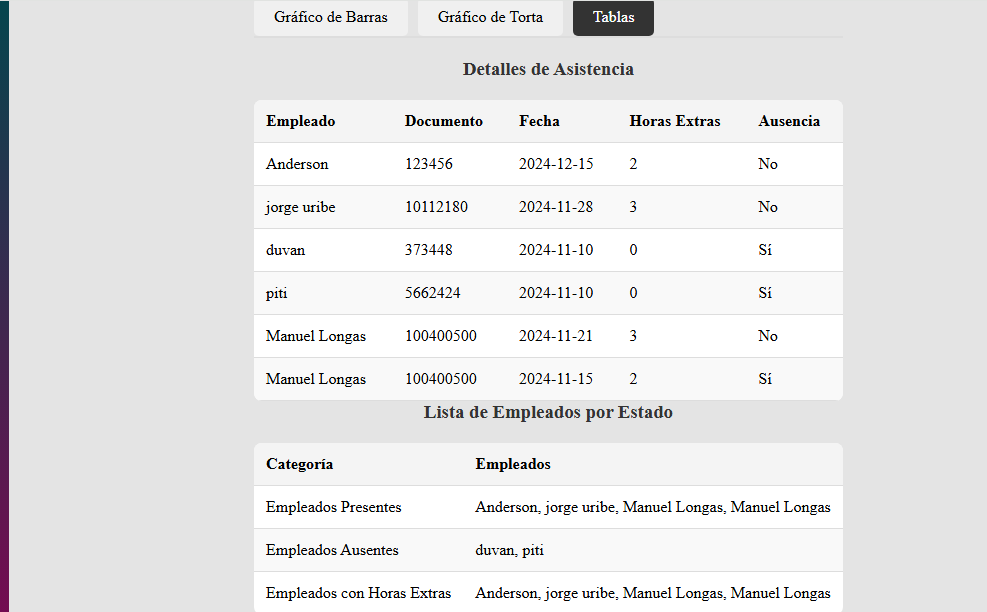 Gráfico de Barras Gráfico de Torta Tablas
Detalles de Asistencia
Empleado Documento Fecha Horas Extras Ausencia
Anderson 123456 2024-12-15 2 No
jorge uribe 10112180 2024-11-28 3 No
duvan 373448 2024-11-10 0 Sí
piti 5662424 2024-11-10 0 Sí
Manuel Longas 100400500 2024-11-21 3 No
Manuel Longas 100400500 2024-11-15 2 Sí
Lista de Empleados por Estado
Categoría Empleados
Empleados Presentes Anderson, jorge uribe, Manuel Longas, Manuel Longas
Empleados Ausentes duvan, piti
Empleados con Horas Extras Anderson, jorge uribe, Manuel Longas, Manuel Longas